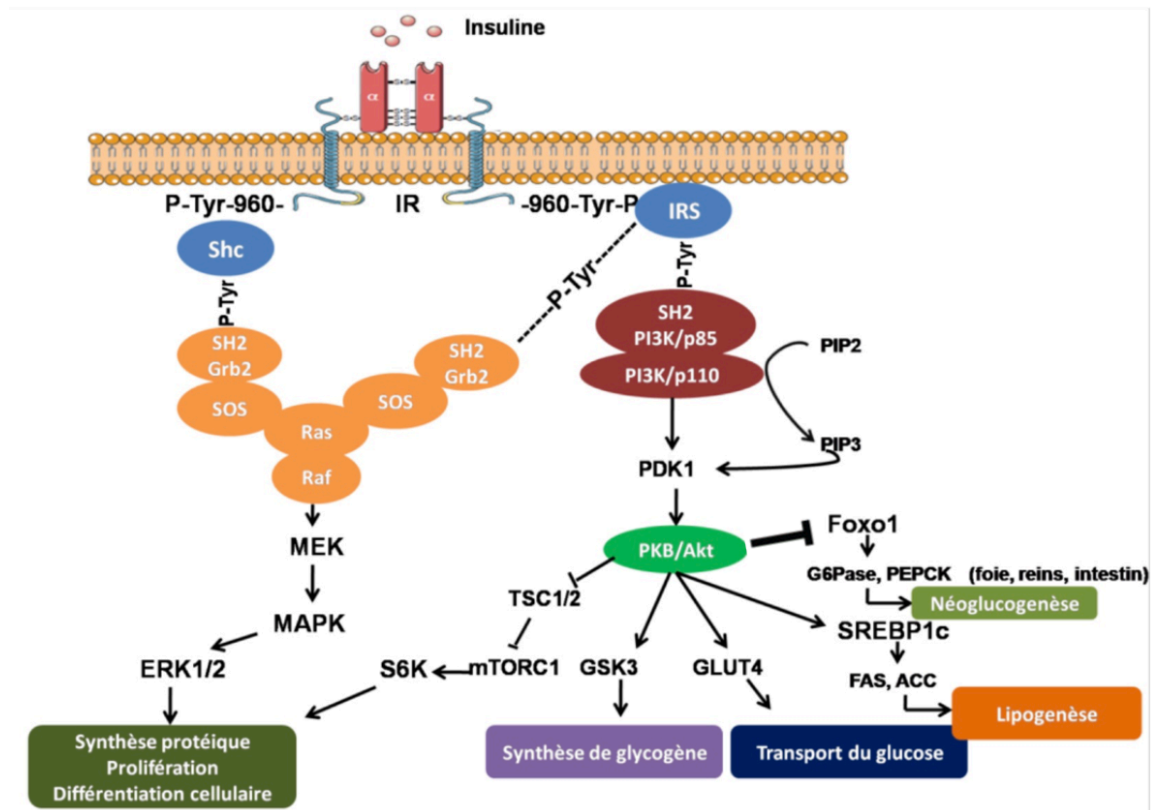 Insuline
α
α
P-Tyr-960-
IR
-960-Tyr-P
IRS
Shc
P-Tyr
P-Tyr
P-Tyr
SH2
Grb2
SOS
Ras
Raf
SOS
SH2
Grb2
SH2
PI3K/p85
PI3K/p110
PIP2
PIP3
PDK1
MEK
MAPK
ERK1/2
PKB/Akt
Foxo1
G6Pase, PEPCK (foie, reins, intestin)
Néoglucogenèse
TSC1/2
SREBP1c
S6K
mTORC1
GSK3
GLUT4
FAS, ACC
Lipogenèse
Synthèse protéique
Prolifération
Différentiation cellulaire
Synthèse de glycogène
Transport du glucose